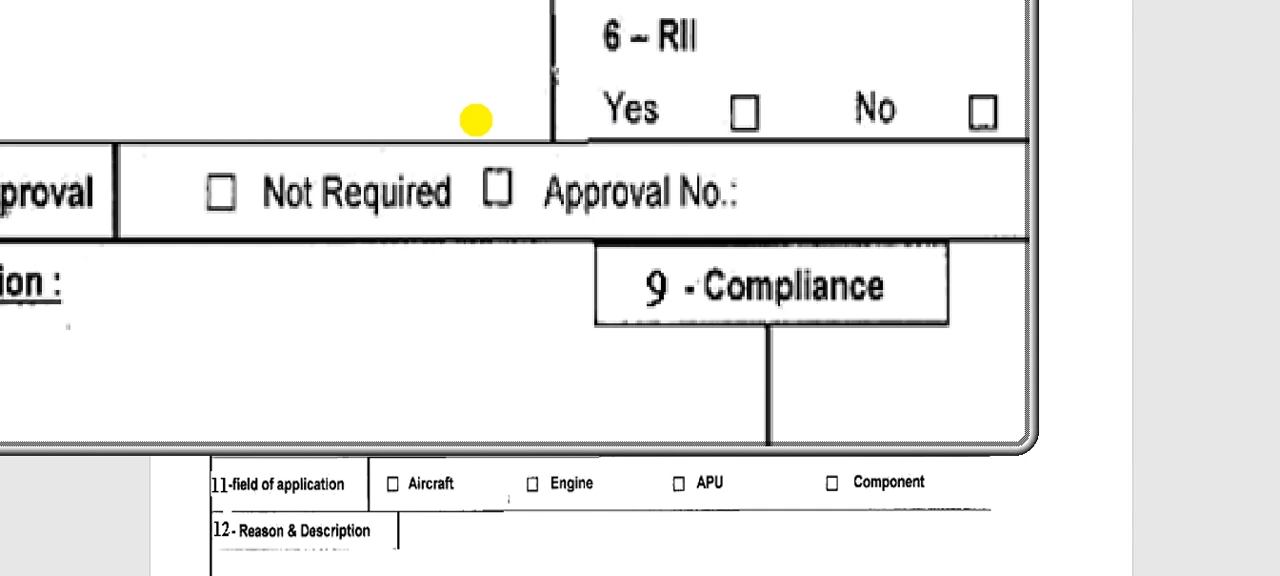 6 – RII
Yes ☐ No ☐
proval ☐ Not Required ☐ Approval No.:
ion :
9 - Compliance
11-field of application ☐ Aircraft ☐ Engine ☐ APU ☐ Component
12- Reason & Description